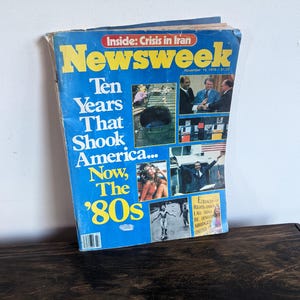 Inside: Crisis in Iran
Newsweek
Ten
Years
That
Shook
America...
Now,
The
'80s